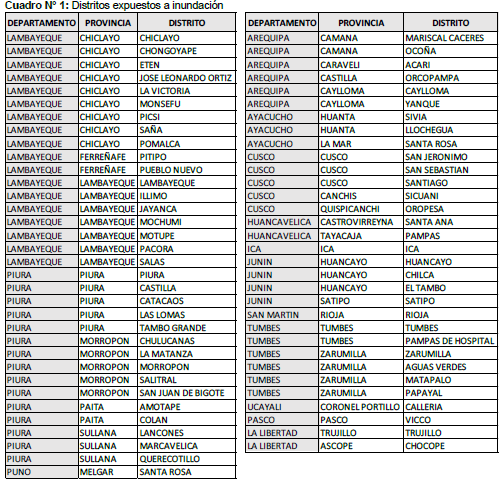 Cuadro N° 1: Distritos expuestos a inundación
DEPARTAMENTO PROVINCIA DISTRITO
LAMBAYEQUE CHICLAYO CHICLAYO
LAMBAYEQUE CHICLAYO CHONGOYAPE
LAMBAYEQUE CHICLAYO ETEN
LAMBAYEQUE CHICLAYO JOSE LEONARDO ORTIZ
LAMBAYEQUE CHICLAYO LA VICTORIA
LAMBAYEQUE CHICLAYO MONSEFU
LAMBAYEQUE CHICLAYO PICSI
LAMBAYEQUE CHICLAYO SAÑA
LAMBAYEQUE CHICLAYO POMALCA
LAMBAYEQUE FERREÑAFE PITIPO
LAMBAYEQUE FERREÑAFE PUEBLO NUEVO
LAMBAYEQUE LAMBAYEQUE LAMBAYEQUE
LAMBAYEQUE LAMBAYEQUE ILLIMO
LAMBAYEQUE LAMBAYEQUE JAYANCA
LAMBAYEQUE LAMBAYEQUE MOCHUMI
LAMBAYEQUE LAMBAYEQUE MOTUPE
LAMBAYEQUE LAMBAYEQUE PACORA
LAMBAYEQUE LAMBAYEQUE SALAS
PIURA PIURA PIURA
PIURA PIURA CASTILLA
PIURA PIURA CATACAOS
PIURA PIURA LAS LOMAS
PIURA PIURA TAMBO GRANDE
PIURA MORROPON CHULUCANAS
PIURA MORROPON LA MATANZA
PIURA MORROPON MORROPON
PIURA MORROPON SALITRAL
PIURA MORROPON SAN JUAN DE BIGOTE
PIURA PAITA AMOTAPE
PIURA PAITA COLAN
PIURA SULLANA LANCONES
PIURA SULLANA MARCAVELICA
PIURA SULLANA QUERECOTILLO
PUNO MELGAR SANTA ROSA
DEPARTAMENTO PROVINCIA DISTRITO
AREQUIPA CAMANA MARISCAL CACERES
AREQUIPA CAMANA OCOÑA
AREQUIPA CARAVELI ACARI
AREQUIPA CASTILLA ORCOPAMPA
AREQUIPA CAYLLOMA CAYLLOMA
AREQUIPA CAYLLOMA YANQUE
AYACUCHO HUANTA SIVIA
AYACUCHO HUANTA LLOCHEGUA
AYACUCHO LA MAR SANTA ROSA
CUSCO CUSCO SAN JERONIMO
CUSCO CUSCO SAN SEBASTIAN
CUSCO CUSCO SANTIAGO
CUSCO CANCHIS SICUANI
CUSCO QUISPICANCHI OROPESA
HUANCAVELICA CASTROVIRREYNA SANTA ANA
HUANCAVELICA TAYACAJA PAMPAS
ICA ICA ICA
JUNIN HUANCAYO HUANCAYO
JUNIN HUANCAYO CHILCA
JUNIN HUANCAYO EL TAMBO
JUNIN SATIPO SATIPO
SAN MARTIN RIOJA RIOJA
TUMBES TUMBES TUMBES
TUMBES TUMBES PAMPAS DE HOSPITAL
TUMBES ZARUMILLA ZARUMILLA
TUMBES ZARUMILLA AGUAS VERDES
TUMBES ZARUMILLA MATAPALO
TUMBES ZARUMILLA PAPAYAL
UCAYALI CORONEL PORTILLO CALLERIA
PASCO PASCO VICCO
LA LIBERTAD TRUJILLO TRUJILLO
LA LIBERTAD ASCOPE CHOCOPE